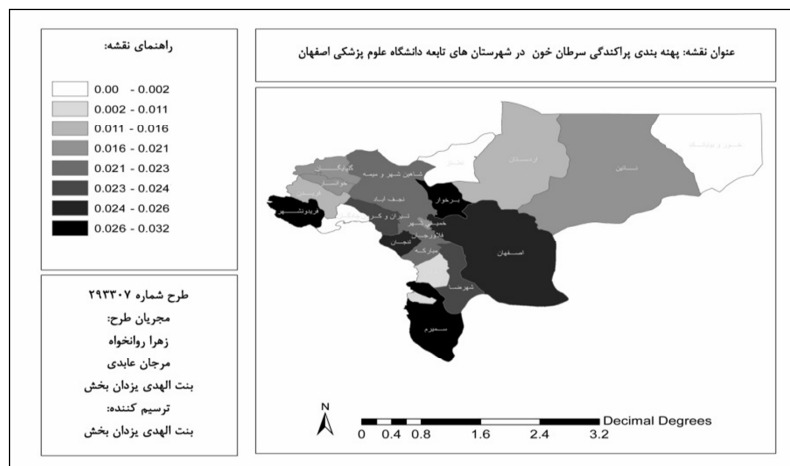 عنوان نقشه: پهنه بندی پراکندگی سرطان خون در شهرستان های تابعه دانشگاه علوم پزشکی اصفهان
راهنمای نقشه:
0.00 - 0.002
0.002 - 0.011
0.011 - 0.016
0.016 - 0.021
0.021 - 0.023
0.023 - 0.024
0.024 - 0.026
0.026 - 0.032
اردستان
نائین
گلپایگان
خوانسار
شاهین شهر و میمه
نجف آباد
برخوار
فریدونشهر
تیران و کرون
خمینی شهر
فلاورجان
لنجان
مبارکه
اصفهان
شهرضا
سمیرم
طرح شماره ۲۹۳۳۰۷
مجریان طرح:
زهرا روانخواه
مرجان عابدی
بنت الهدی یزدان بخش
ترسیم کننده:
بنت الهدی یزدان بخش
N
Decimal Degrees
0 0.4 0.8 1.6 2.4 3.2